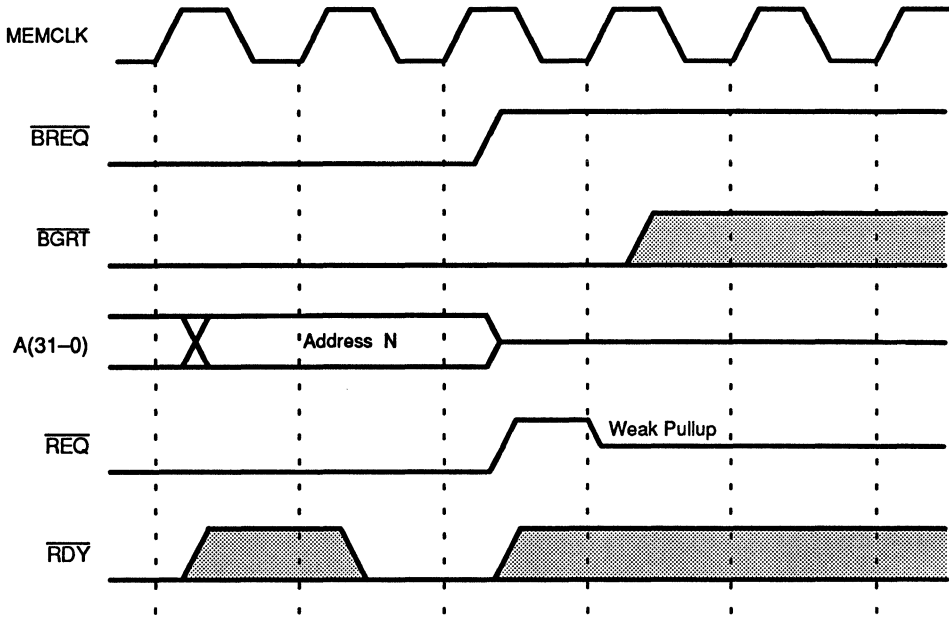 MEMCLK
BREQ
BGRT
A(31–0)
Address N
REQ
Weak Pullup
RDY